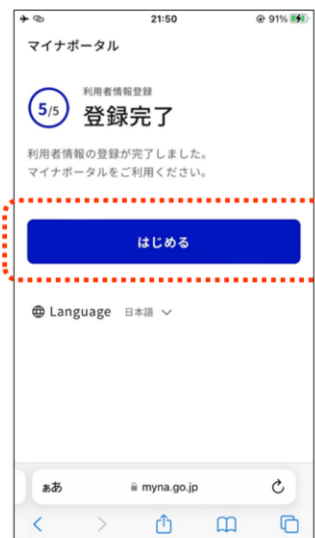 21:50
91%
マイナポータル
5/5
利用者情報登録
登録完了
利用者情報の登録が完了しました。
マイナポータルをご利用ください。
はじめる
Language 日本語
ぁあ myna.go.jp